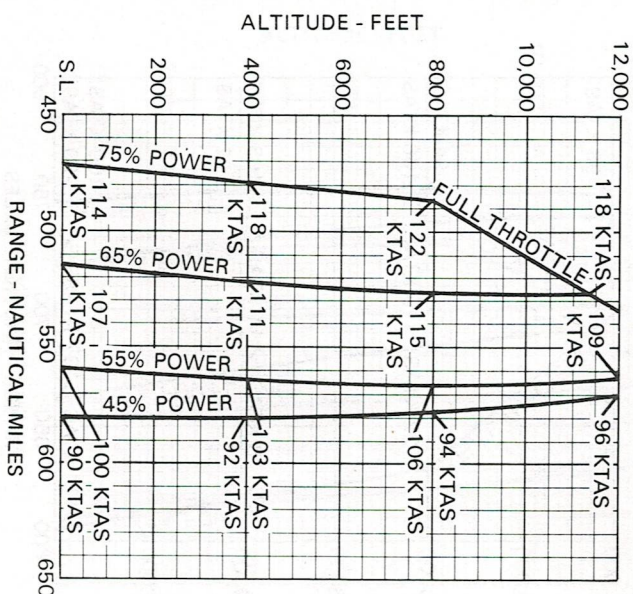 ALTITUDE - FEET
S.L.
2000
4000
6000
8000
10,000
12,000
450
500
550
600
650
RANGE - NAUTICAL MILES
75% POWER
65% POWER
55% POWER
45% POWER
FULL THROTTLE
114
KTAS
118
KTAS
122
KTAS
118 KTAS
107
KTAS
111
KTAS
115
KTAS
109
KTAS
100 KTAS
103 KTAS
106 KTAS
90 KTAS
92 KTAS
94 KTAS
96 KTAS